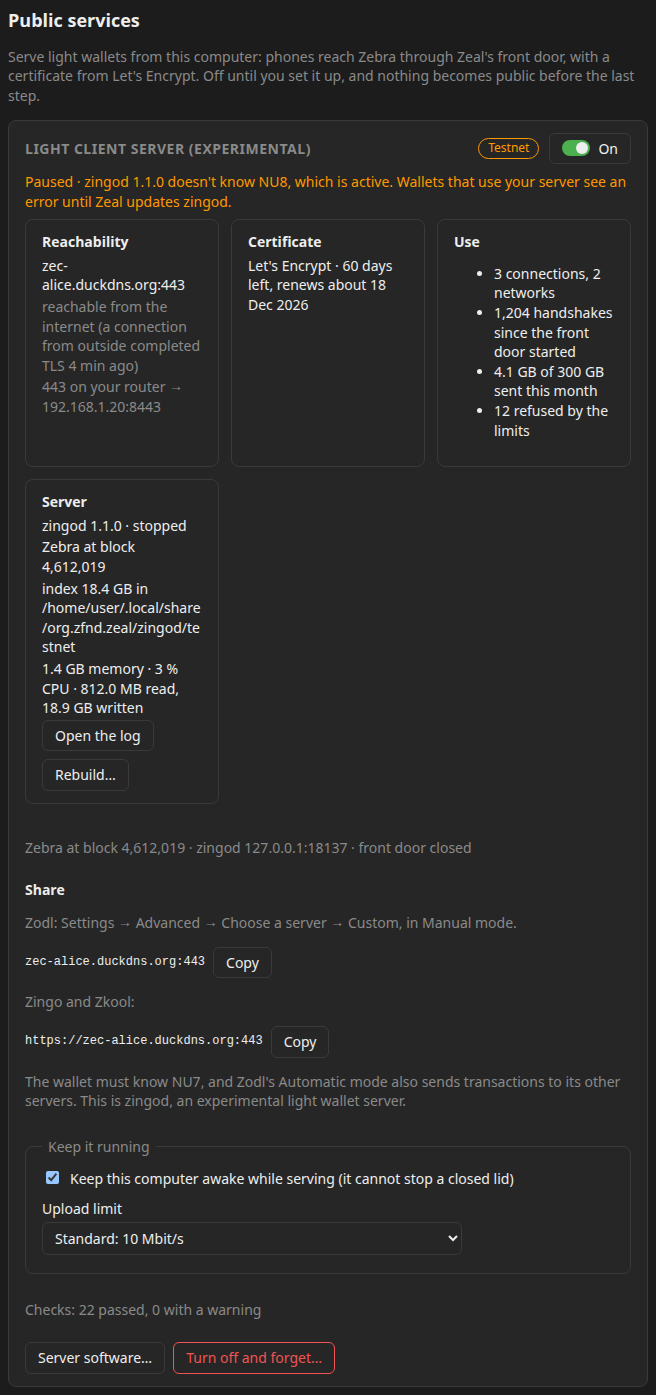 Public services
Serve light wallets from this computer: phones reach Zebra through Zeal's front door, with a
certificate from Let's Encrypt. Off until you set it up, and nothing becomes public before the last
step.
LIGHT CLIENT SERVER (EXPERIMENTAL)
Testnet
On
Paused · zingod 1.1.0 doesn't know NU8, which is active. Wallets that use your server see an
error until Zeal updates zingod.
Reachability
zec-
alice.duckdns.org:443
reachable from the
internet (a connection
from outside completed
TLS 4 min ago)
443 on your router →
192.168.1.20:8443
Certificate
Let's Encrypt · 60 days
left, renews about 18
Dec 2026
Use
• 3 connections, 2
networks
• 1,204 handshakes
since the front
door started
• 4.1 GB of 300 GB
sent this month
• 12 refused by the
limits
Server
zingod 1.1.0 · stopped
Zebra at block
4,612,019
index 18.4 GB in
/home/user/.local/share
/org.zfnd.zeal/zingod/te
stnet
1.4 GB memory · 3 %
CPU · 812.0 MB read,
18.9 GB written
Open the log
Rebuild...
Zebra at block 4,612,019 · zingod 127.0.0.1:18137 · front door closed
Share
Zodl: Settings → Advanced → Choose a server → Custom, in Manual mode.
zec-alice.duckdns.org:443
Copy
Zingo and Zkool:
https://zec-alice.duckdns.org:443
Copy
The wallet must know NU7, and Zodl's Automatic mode also sends transactions to its other
servers. This is zingod, an experimental light wallet server.
Keep it running
Keep this computer awake while serving (it cannot stop a closed lid)
Upload limit
Standard: 10 Mbit/s
Checks: 22 passed, 0 with a warning
Server software...
Turn off and forget...